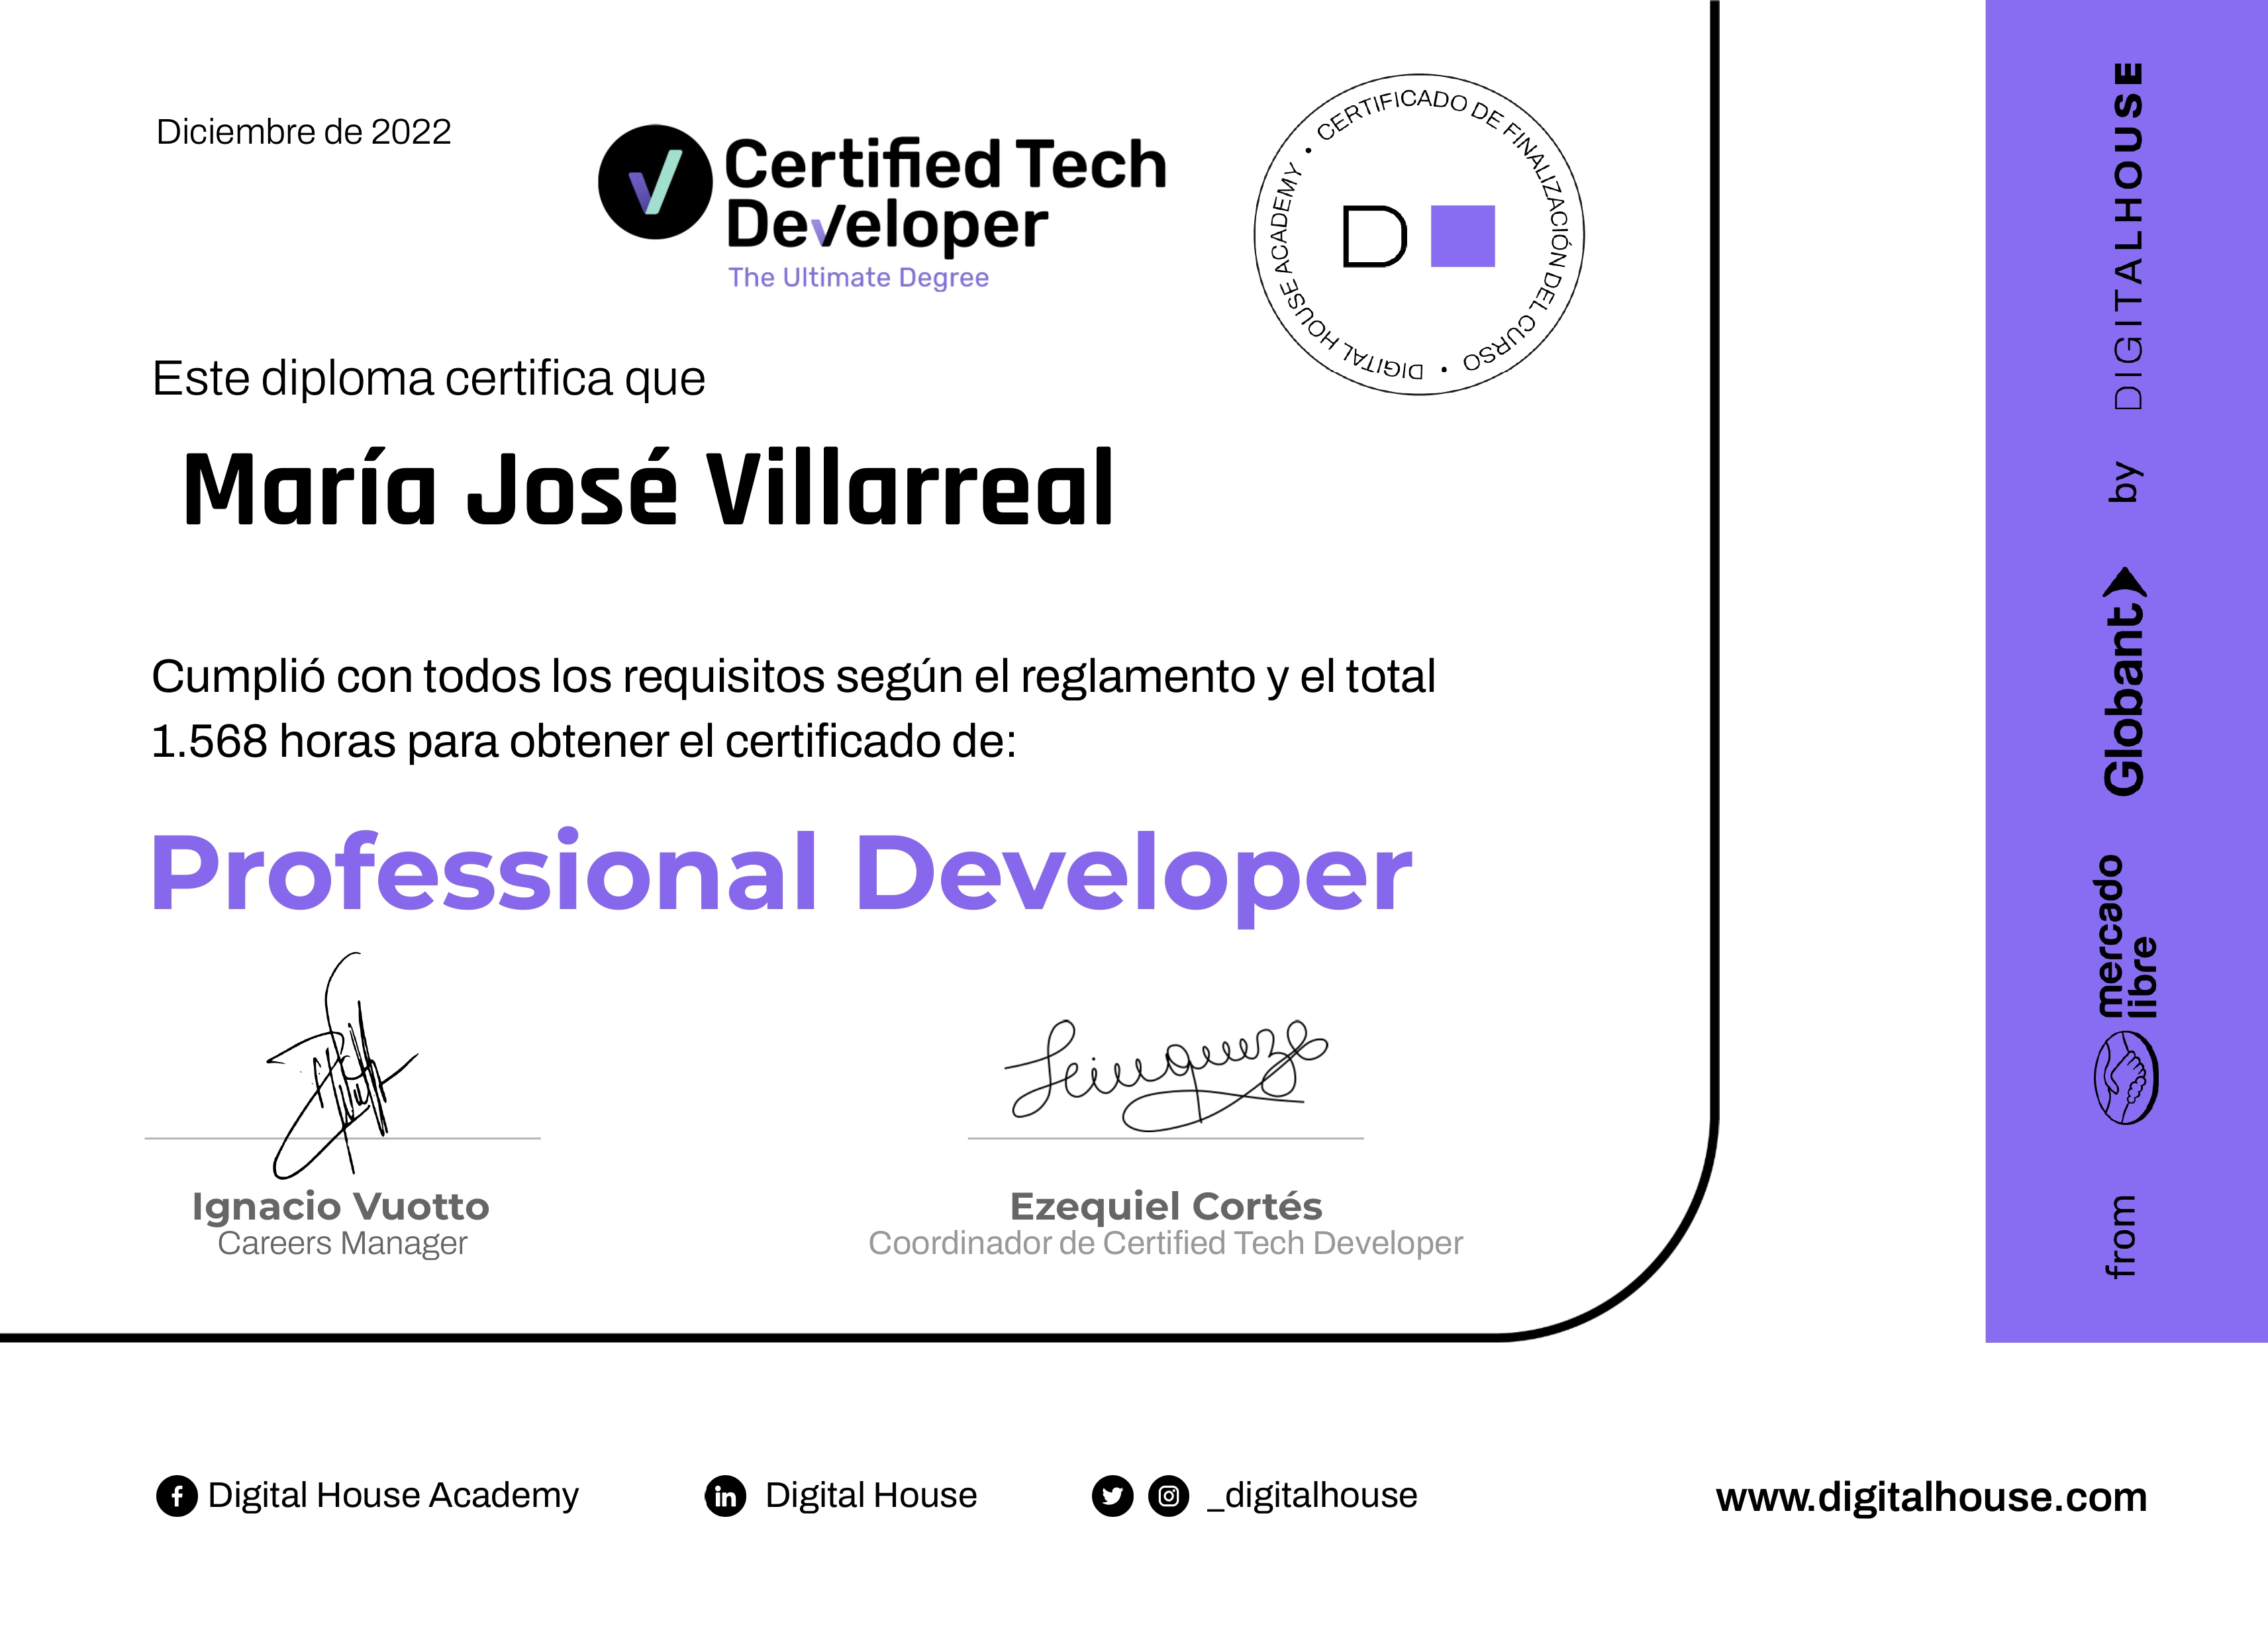 Diciembre de 2022
Certified Tech
Developer
The Ultimate Degree
DIGITAL HOUSE ACADEMY • CERTIFICADO DE FINALIZACIÓN DEL CURSO •
D
Este diploma certifica que
María José Villarreal
Cumplió con todos los requisitos según el reglamento y el total
1.568 horas para obtener el certificado de:
Professional Developer
Ignacio Vuotto
Careers Manager
Ezequiel Cortés
Coordinador de Certified Tech Developer
from
mercado
libre
Globant
by
DIGITALHOUSE
Digital House Academy
Digital House
_digitalhouse
www.digitalhouse.com